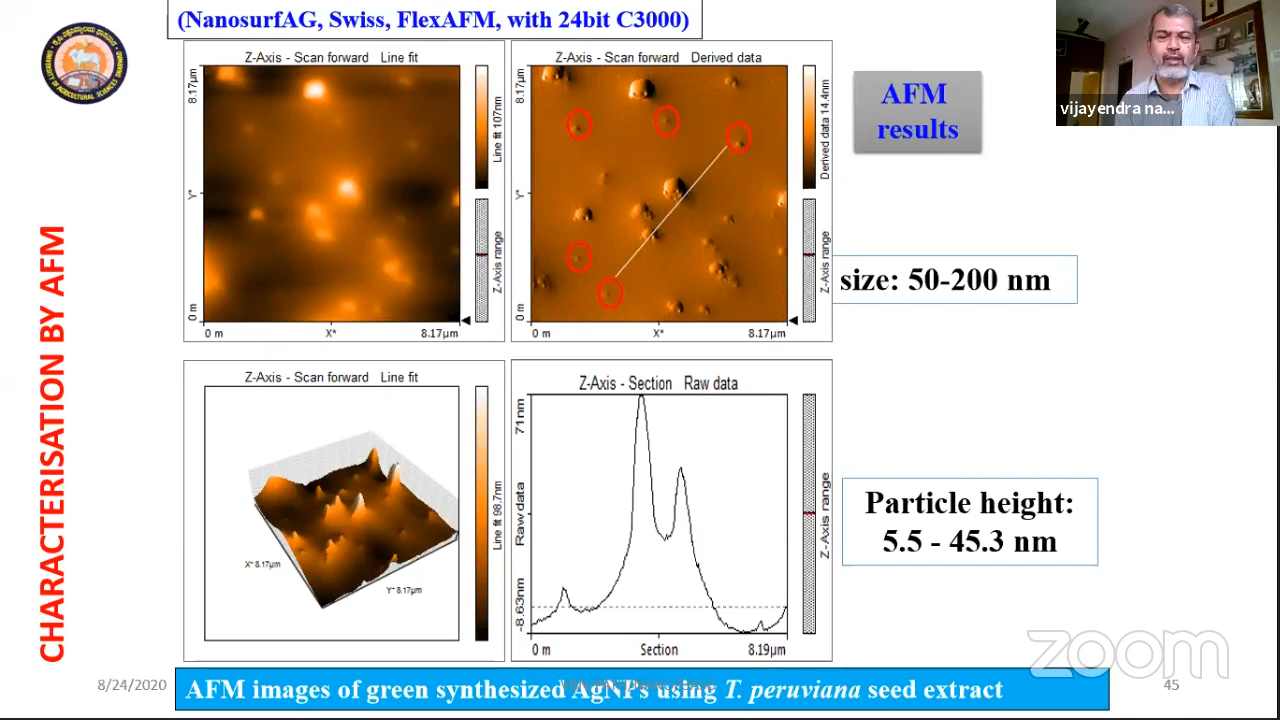 (NanosurfAG, Swiss, FlexAFM, with 24bit C3000)
CHARACTERISATION BY AFM
Z-Axis - Scan forward Line fit
8.17µm
Y*
0 m
0 m X* 8.17µm
Line fit 107nm
Z-Axis range
Z-Axis - Scan forward Derived data
8.17µm
Y*
0 m
0 m X* 8.17µm
Derived data 14.4nm
Z-Axis range
AFM
results
vijayendra na...
size: 50-200 nm
Z-Axis - Scan forward Line fit
X* 8.17µm
Y* 8.17µm
Line fit 98.7nm
Z-Axis - Section Raw data
71nm
Raw data
-8.63nm
0 m Section 8.19µm
Z-Axis range
Particle height:
5.5 - 45.3 nm
zoom
8/24/2020
AFM images of green synthesized AgNPs using T. peruviana seed extract
45